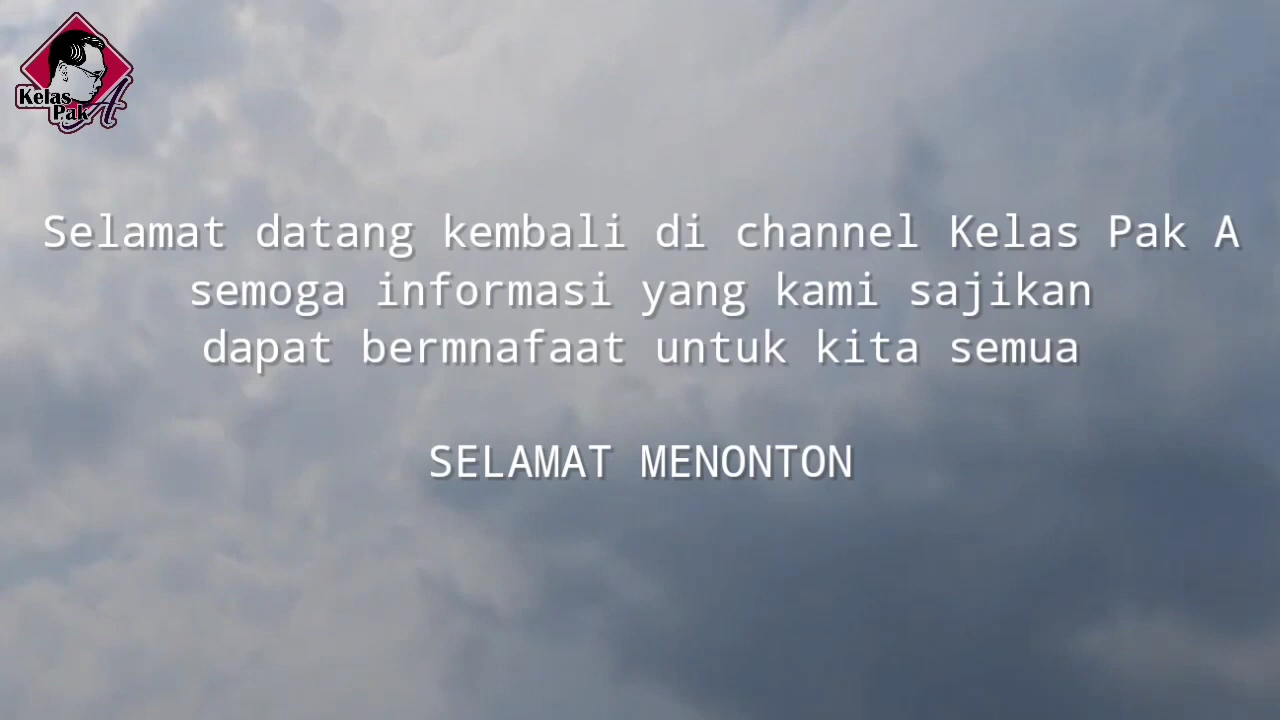 Kelas
Pak A
Selamat datang kembali di channel Kelas Pak A
semoga informasi yang kami sajikan
dapat bermnafaat untuk kita semua
SELAMAT MENONTON